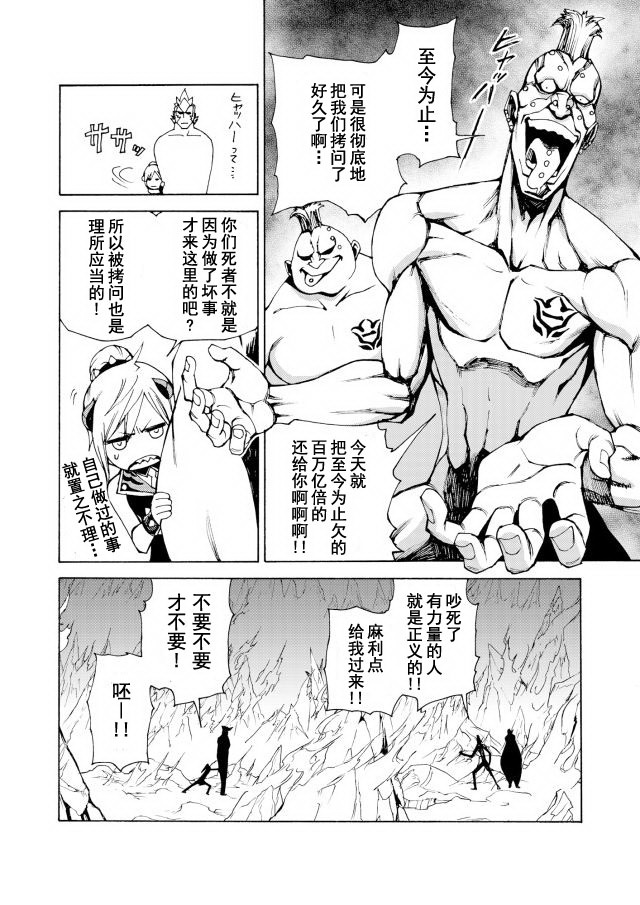 至今为止…
可是很彻底地
把我们拷问了
好久了啊…
今天就
把至今为止欠的
百万亿倍的
还给你啊啊啊!!
ヒャッハーって…
ササッ
你们死者不就是
因为做了坏事
才来这里的吧?
所以被拷问也是
理所应当的!
自己做过的事
就置之不理…
吵死了
有力量的人
就是正义的!!
麻利点
给我过来!!
不要不要
才不要!
呸—!!